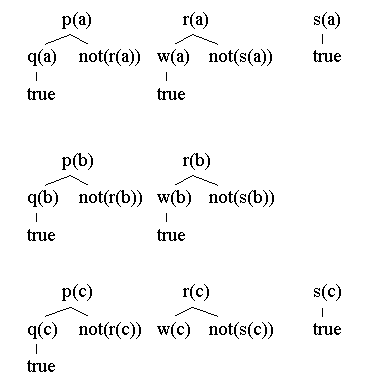 p(a) r(a) s(a)
q(a) not(r(a)) w(a) not(s(a)) true
true true
p(b) r(b)
q(b) not(r(b)) w(b) not(s(b))
true true
p(c) r(c) s(c)
q(c) not(r(c)) w(c) not(s(c)) true
true